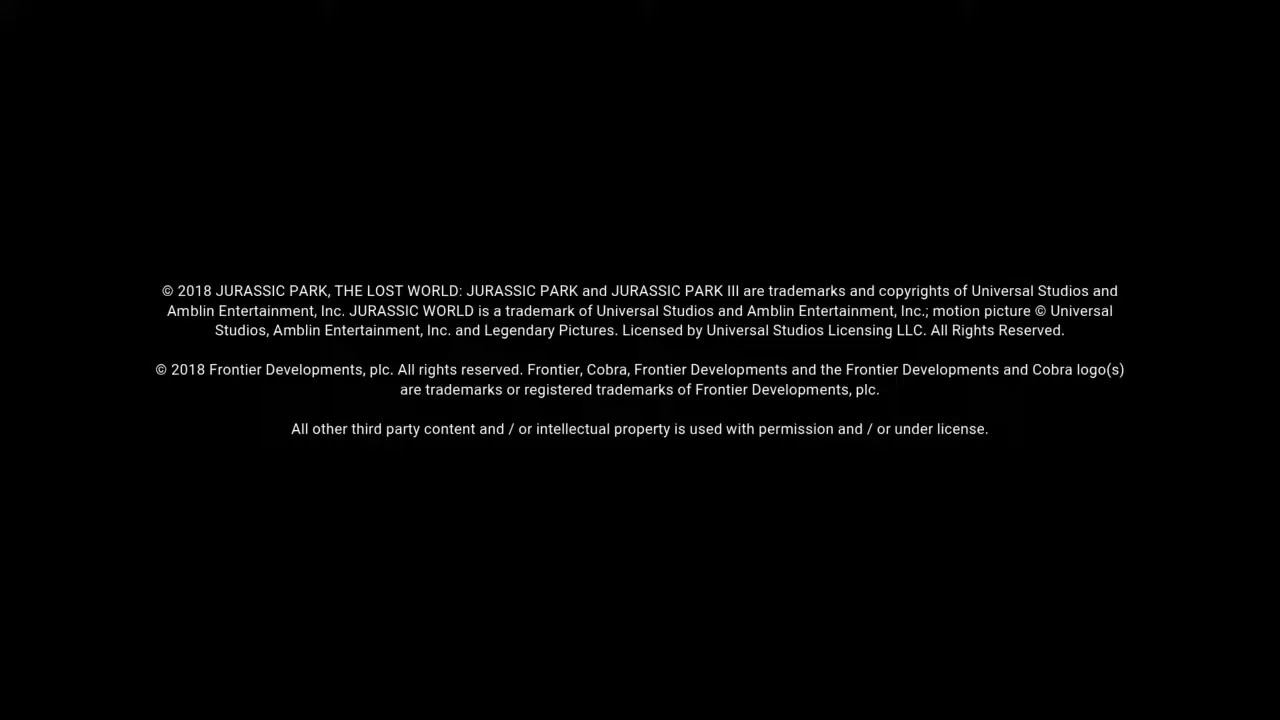 © 2018 JURASSIC PARK, THE LOST WORLD: JURASSIC PARK and JURASSIC PARK III are trademarks and copyrights of Universal Studios and
Amblin Entertainment, Inc. JURASSIC WORLD is a trademark of Universal Studios and Amblin Entertainment, Inc.; motion picture © Universal
Studios, Amblin Entertainment, Inc. and Legendary Pictures. Licensed by Universal Studios Licensing LLC. All Rights Reserved.
© 2018 Frontier Developments, plc. All rights reserved. Frontier, Cobra, Frontier Developments and the Frontier Developments and Cobra logo(s)
are trademarks or registered trademarks of Frontier Developments, plc.
All other third party content and / or intellectual property is used with permission and / or under license.